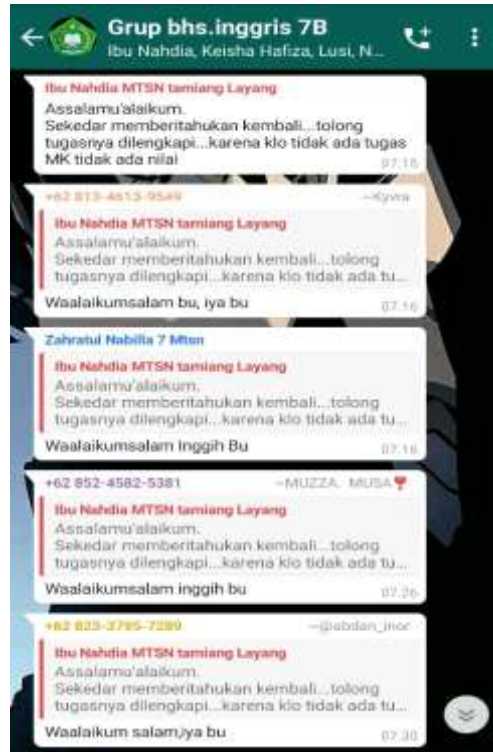 Grup bhs.inggris 7B
Ibu Nahdia, Keisha Hafiza, Lusi, N...
Ibu Nahdia MTSN tamiang Layang
Assalamu'alaikum.
Sekedar memberitahukan kembali...tolong
tugasnya dilengkapi...karena klo tidak ada tugas
MK tidak ada nilai
07.15
+62 813-4613-9549 ~Kywa
Ibu Nahdia MTSN tamiang Layang
Assalamu'alaikum.
Sekedar memberitahukan kembali...tolong
tugasnya dilengkapi...karena klo tidak ada tu...
Waalaikumsalam bu, iya bu
07.16
Zahratul Nabilla 7 Mtsn
Ibu Nahdia MTSN tamiang Layang
Assalamu'alaikum.
Sekedar memberitahukan kembali...tolong
tugasnya dilengkapi...karena klo tidak ada tu...
Waalaikumsalam Inggih Bu
07.16
+62 852-4582-5381 ~MUZZA. MUSA
Ibu Nahdia MTSN tamiang Layang
Assalamu'alaikum.
Sekedar memberitahukan kembali...tolong
tugasnya dilengkapi...karena klo tidak ada tu...
Waalaikumsalam inggih bu
07.26
+62 823-3795-7289 ~@abdan_inor
Ibu Nahdia MTSN tamiang Layang
Assalamu'alaikum.
Sekedar memberitahukan kembali...tolong
tugasnya dilengkapi...karena klo tidak ada tu...
Waalaikum salam,iya bu
07.30